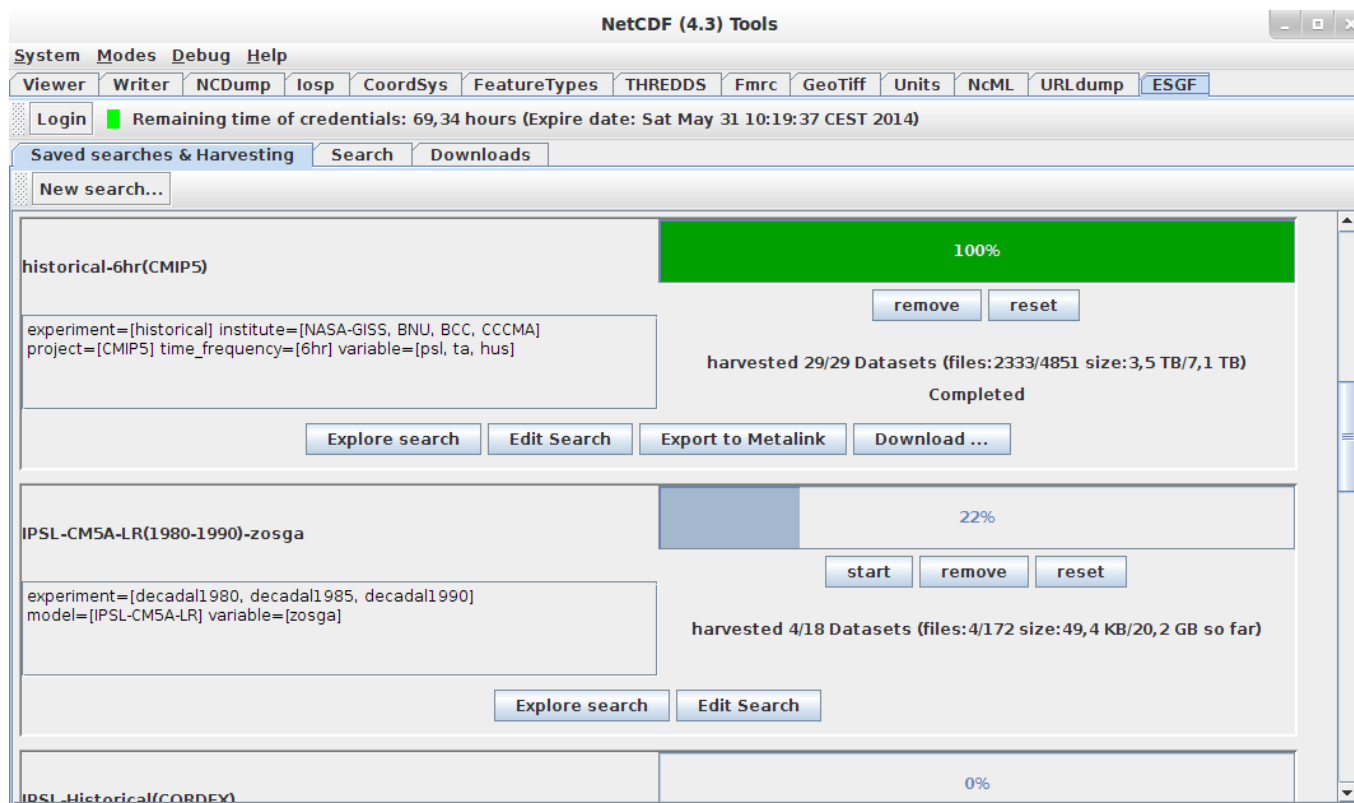 NetCDF (4.3) Tools
System Modes Debug Help
Viewer Writer NCDump Iosp CoordSys FeatureTypes THREDDS Fmrc GeoTiff Units NcML URLdump ESGF
Login Remaining time of credentials: 69,34 hours (Expire date: Sat May 31 10:19:37 CEST 2014)
Saved searches & Harvesting Search Downloads
New search...
historical-6hr(CMIP5)
100%
remove reset
experiment=[historical] institute=[NASA-GISS, BNU, BCC, CCCMA]
project=[CMIP5] time_frequency=[6hr] variable=[psl, ta, hus]
harvested 29/29 Datasets (files:2333/4851 size:3,5 TB/7,1 TB)
Completed
Explore search Edit Search Export to Metalink Download ...
IPSL-CM5A-LR(1980-1990)-zosga
22%
start remove reset
experiment=[decadal1980, decadal1985, decadal1990]
model=[IPSL-CM5A-LR] variable=[zosga]
harvested 4/18 Datasets (files:4/172 size:49,4 KB/20,2 GB so far)
Explore search Edit Search
0%
IPSL-Historical(CORDEX)